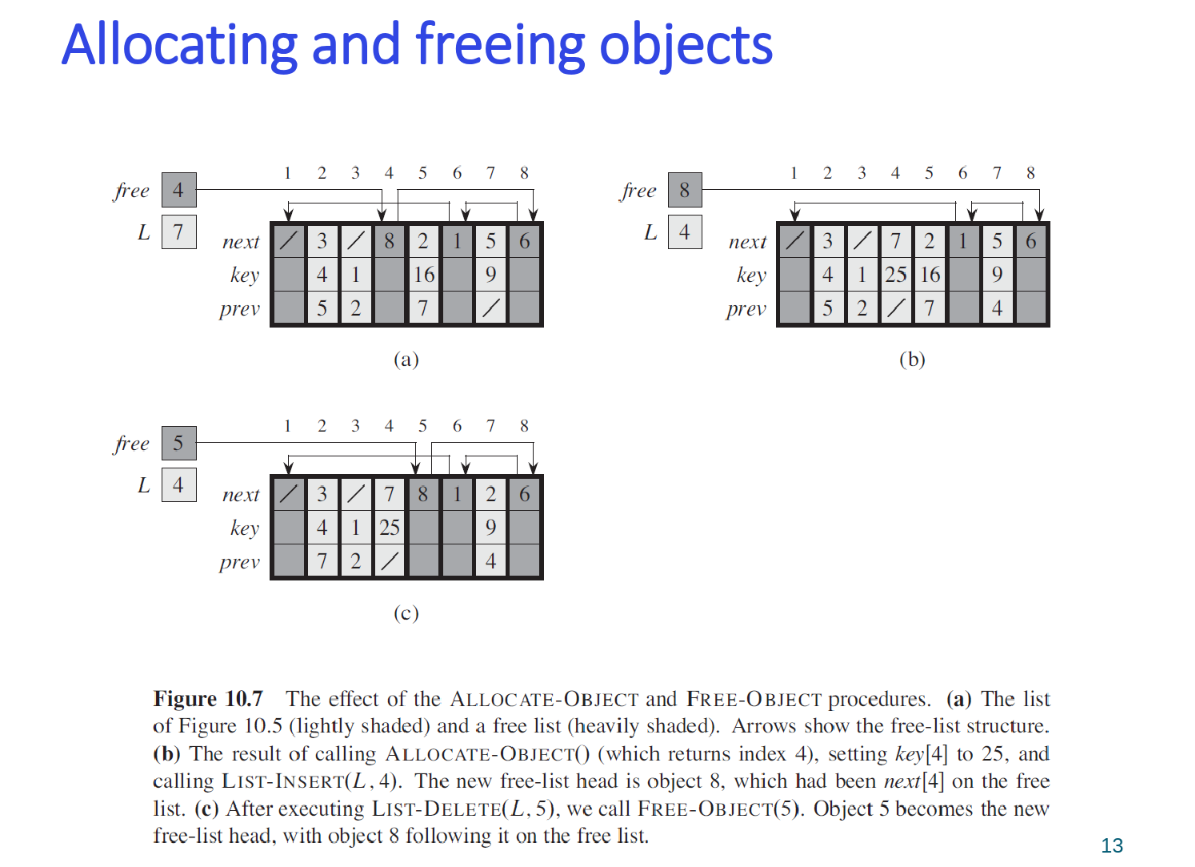 Allocating and freeing objects
1 2 3 4 5 6 7 8
free 4
L 7
next / 3 / 8 2 1 5 6
key 4 1 16 9
prev 5 2 7 /
(a)
1 2 3 4 5 6 7 8
free 8
L 4
next / 3 / 7 2 1 5 6
key 4 1 25 16 9
prev 5 2 / 7 4
(b)
1 2 3 4 5 6 7 8
free 5
L 4
next / 3 / 7 8 1 2 6
key 4 1 25 9
prev 7 2 / 4
(c)
Figure 10.7 The effect of the ALLOCATE-OBJECT and FREE-OBJECT procedures. (a) The list
of Figure 10.5 (lightly shaded) and a free list (heavily shaded). Arrows show the free-list structure.
(b) The result of calling ALLOCATE-OBJECT() (which returns index 4), setting key[4] to 25, and
calling LIST-INSERT(L, 4). The new free-list head is object 8, which had been next[4] on the free
list. (c) After executing LIST-DELETE(L, 5), we call FREE-OBJECT(5). Object 5 becomes the new
free-list head, with object 8 following it on the free list.
13